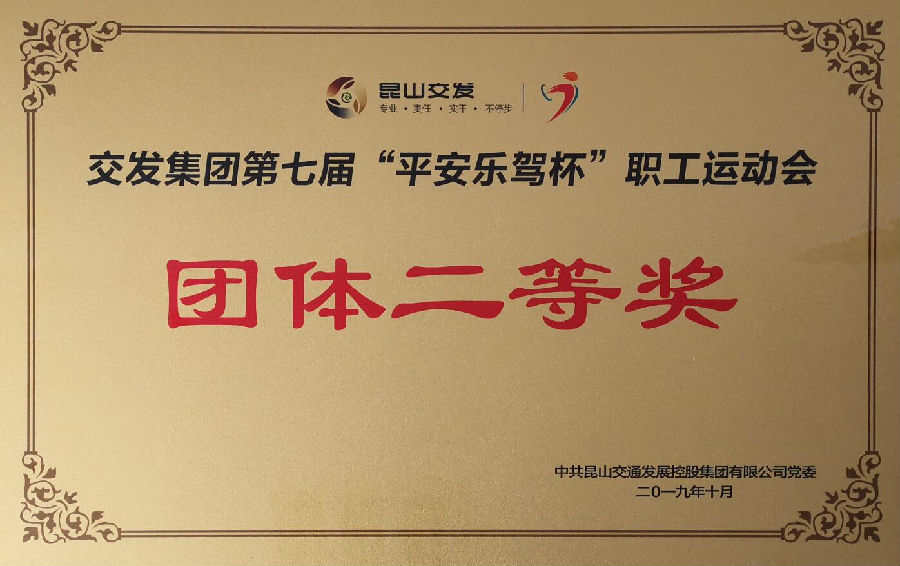 昆山交发
专业·责任·实干·不停步
交发集团第七届“平安乐驾杯”职工运动会
团体二等奖
中共昆山交通发展控股集团有限公司党委
二〇一九年十月